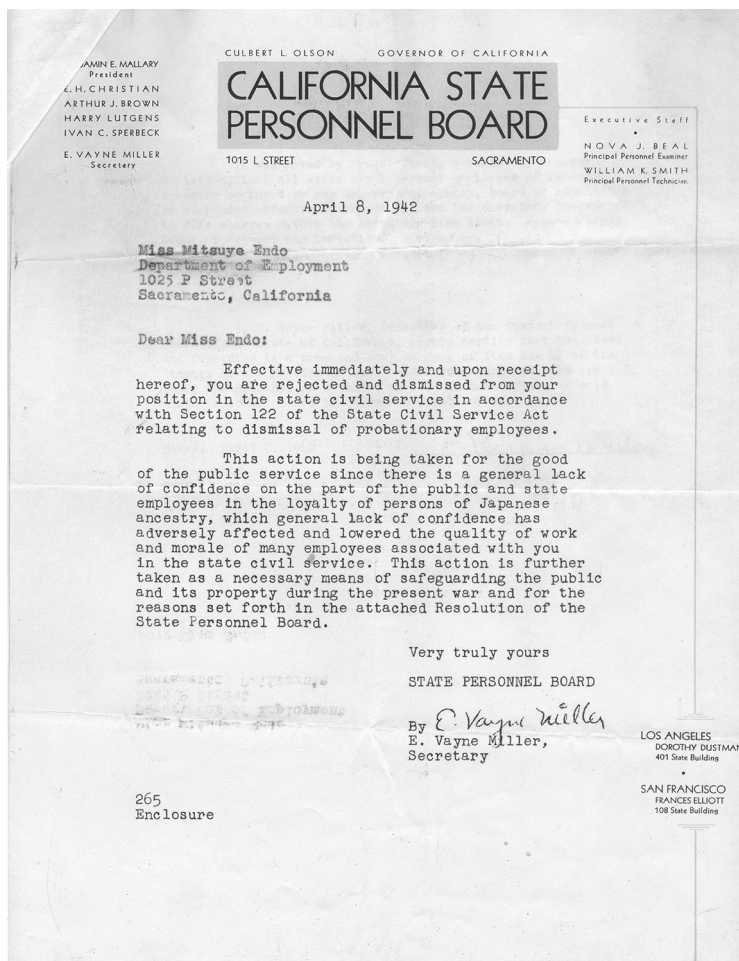 CULBERT L. OLSON GOVERNOR OF CALIFORNIA
CALIFORNIA STATE
PERSONNEL BOARD
1015 L STREET SACRAMENTO
AMIN E. MALLARY
President
E. H. CHRISTIAN
ARTHUR J. BROWN
HARRY LUTGENS
IVAN C. SPERBECK
E. VAYNE MILLER
Secretary
Executive Staff
•
NOVA J. BEAL
Principal Personnel Examiner
WILLIAM K. SMITH
Principal Personnel Technician
April 8, 1942
Miss Mitsuye Endo
Department of Employment
1025 P Street
Sacramento, California
Dear Miss Endo:
Effective immediately and upon receipt
hereof, you are rejected and dismissed from your
position in the state civil service in accordance
with Section 122 of the State Civil Service Act
relating to dismissal of probationary employees.
This action is being taken for the good
of the public service since there is a general lack
of confidence on the part of the public and state
employees in the loyalty of persons of Japanese
ancestry, which general lack of confidence has
adversely affected and lowered the quality of work
and morale of many employees associated with you
in the state civil service. This action is further
taken as a necessary means of safeguarding the public
and its property during the present war and for the
reasons set forth in the attached Resolution of the
State Personnel Board.
Very truly yours
STATE PERSONNEL BOARD
By E. Vayne Miller
E. Vayne Miller,
Secretary
265
Enclosure
LOS ANGELES
DOROTHY DUSTMAN
401 State Building
•
SAN FRANCISCO
FRANCES ELLIOTT
108 State Building